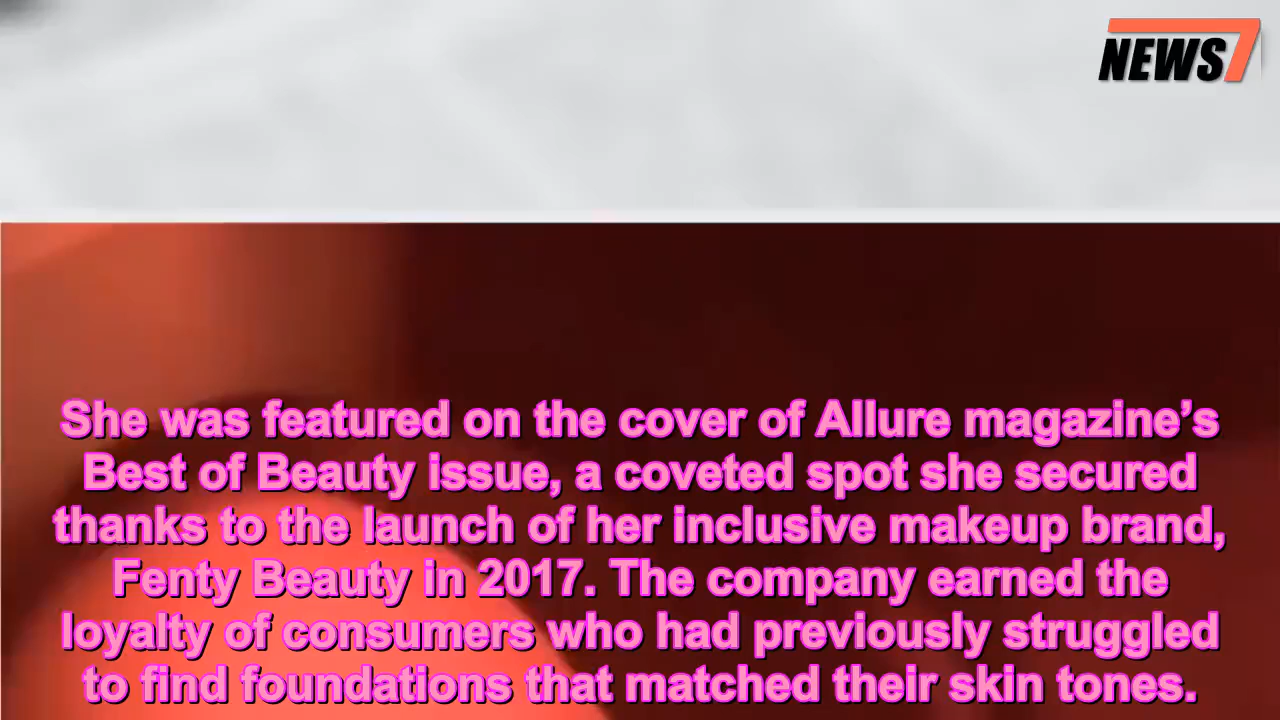 NEWS7
She was featured on the cover of Allure magazine’s
Best of Beauty issue, a coveted spot she secured
thanks to the launch of her inclusive makeup brand,
Fenty Beauty in 2017. The company earned the
loyalty of consumers who had previously struggled
to find foundations that matched their skin tones.